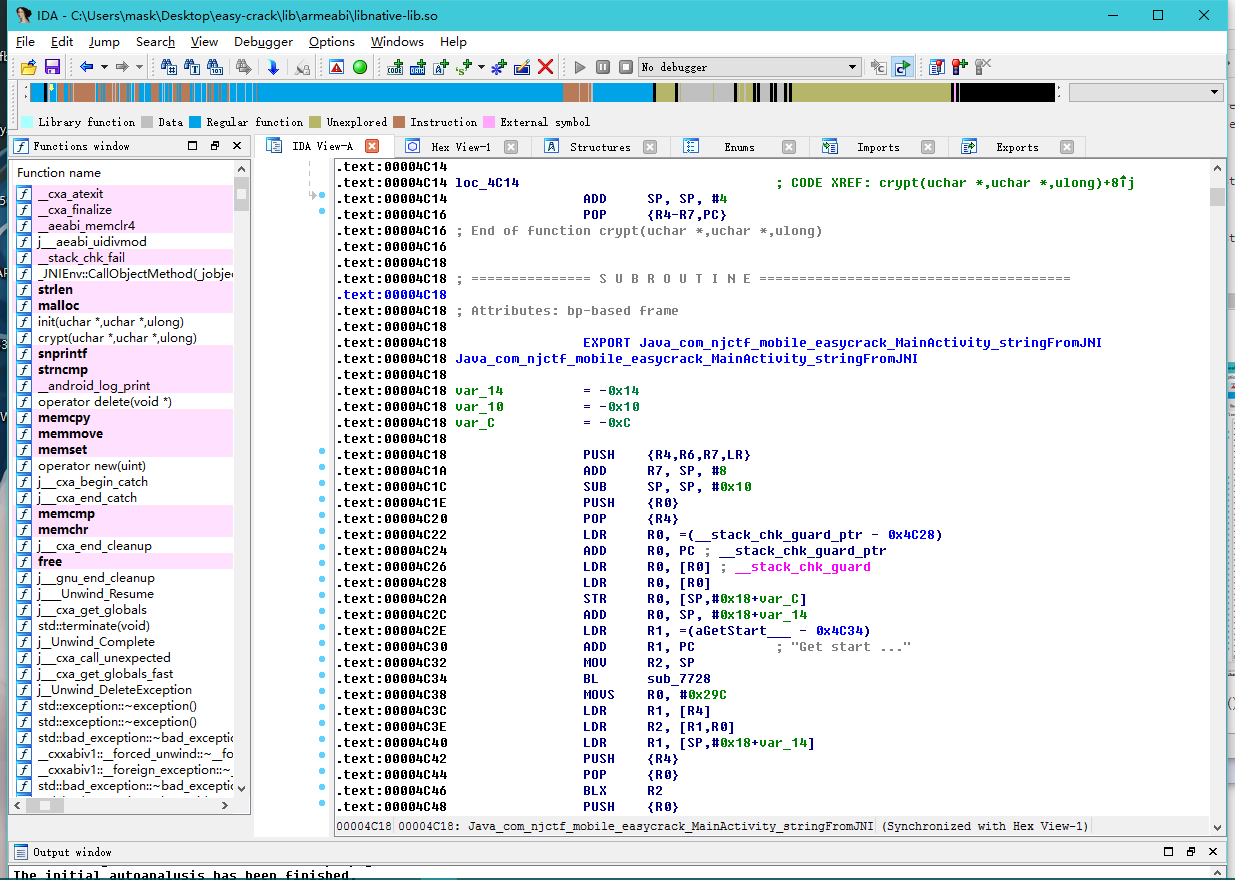 IDA - C:\Users\mask\Desktop\easy-crack\lib\armeabi\libnative-lib.so
File Edit Jump Search View Debugger Options Windows Help
No debugger
Library function Data Regular function Unexplored Instruction External symbol
Functions window
IDA View-A Hex View-1 Structures Enums Imports Exports
Function name
__cxa_atexit
__cxa_finalize
__aeabi_memclr4
j___aeabi_uidivmod
__stack_chk_fail
_JNIEnv::CallObjectMethod(_jobjec
strlen
malloc
init(uchar *,uchar *,ulong)
crypt(uchar *,uchar *,ulong)
snprintf
strncmp
__android_log_print
operator delete(void *)
memcpy
memmove
memset
operator new(uint)
j___cxa_begin_catch
j___cxa_end_catch
memcmp
memchr
j___cxa_end_cleanup
free
j___gnu_end_cleanup
j___Unwind_Resume
j___cxa_get_globals
std::terminate(void)
j__Unwind_Complete
j___cxa_call_unexpected
j___cxa_get_globals_fast
j__Unwind_DeleteException
std::exception::~exception()
std::exception::~exception()
std::bad_exception::~bad_exceptio
__cxxabiv1::__forced_unwind::~__fo
__cxxabiv1::__foreign_exception::~_
std::bad_exception::~bad_exceptio
.text:00004C14
.text:00004C14 loc_4C14 ; CODE XREF: crypt(uchar *,uchar *,ulong)+8↑j
.text:00004C14 ADD SP, SP, #4
.text:00004C16 POP {R4-R7,PC}
.text:00004C16 ; End of function crypt(uchar *,uchar *,ulong)
.text:00004C16
.text:00004C18
.text:00004C18 ; =============== S U B R O U T I N E =======================================
.text:00004C18
.text:00004C18 ; Attributes: bp-based frame
.text:00004C18
.text:00004C18 EXPORT Java_com_njctf_mobile_easycrack_MainActivity_stringFromJNI
.text:00004C18 Java_com_njctf_mobile_easycrack_MainActivity_stringFromJNI
.text:00004C18
.text:00004C18 var_14 = -0x14
.text:00004C18 var_10 = -0x10
.text:00004C18 var_C = -0xC
.text:00004C18
.text:00004C18 PUSH {R4,R6,R7,LR}
.text:00004C1A ADD R7, SP, #8
.text:00004C1C SUB SP, SP, #0x10
.text:00004C1E PUSH {R0}
.text:00004C20 POP {R4}
.text:00004C22 LDR R0, =(__stack_chk_guard_ptr - 0x4C28)
.text:00004C24 ADD R0, PC ; __stack_chk_guard_ptr
.text:00004C26 LDR R0, [R0] ; __stack_chk_guard
.text:00004C28 LDR R0, [R0]
.text:00004C2A STR R0, [SP,#0x18+var_C]
.text:00004C2C ADD R0, SP, #0x18+var_14
.text:00004C2E LDR R1, =(aGetStart___ - 0x4C34)
.text:00004C30 ADD R1, PC ; "Get start ..."
.text:00004C32 MOV R2, SP
.text:00004C34 BL sub_7728
.text:00004C38 MOVS R0, #0x29C
.text:00004C3C LDR R1, [R4]
.text:00004C3E LDR R2, [R1,R0]
.text:00004C40 LDR R1, [SP,#0x18+var_14]
.text:00004C42 PUSH {R4}
.text:00004C44 POP {R0}
.text:00004C46 BLX R2
.text:00004C48 PUSH {R0}
00004C18 00004C18: Java_com_njctf_mobile_easycrack_MainActivity_stringFromJNI (Synchronized with Hex View-1)
Output window
The initial autoanalysis has been finished.